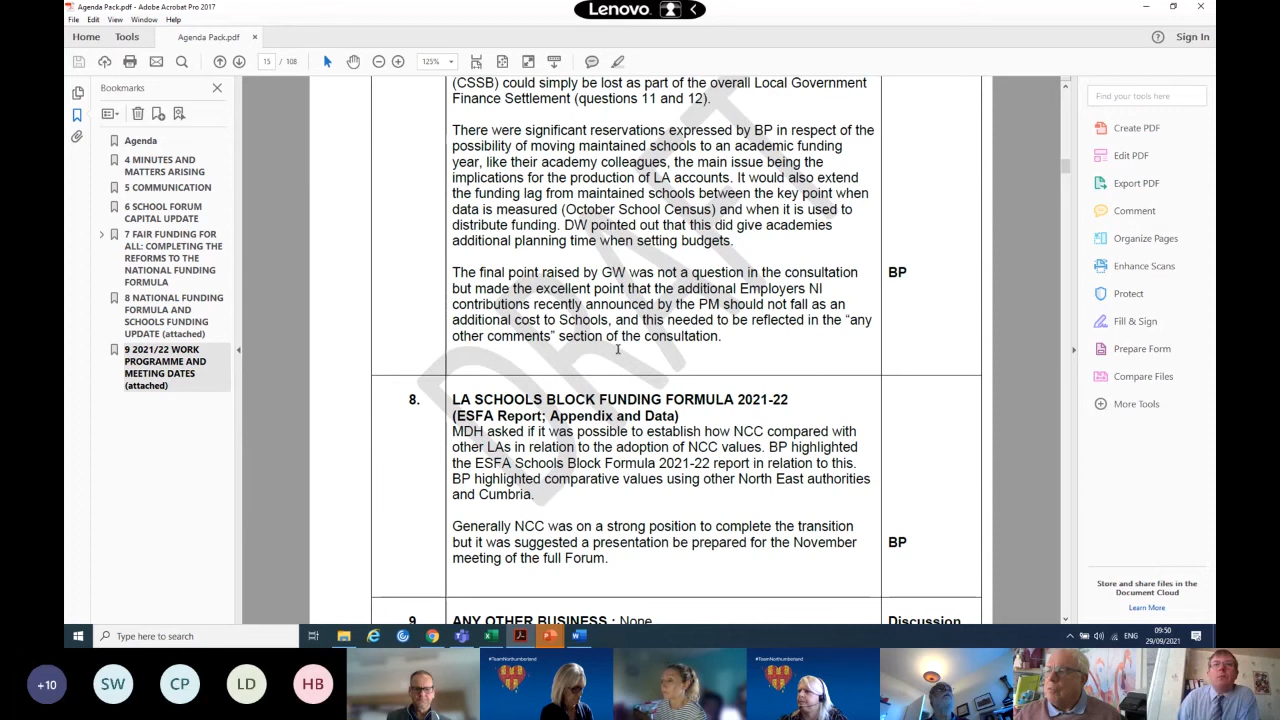 Agenda Pack.pdf - Adobe Acrobat Pro 2017
Lenovo
File Edit View Window Help
Home Tools Agenda Pack.pdf × Sign In
15 / 108 125%
Bookmarks
Agenda
4 MINUTES AND
MATTERS ARISING
5 COMMUNICATION
6 SCHOOL FORUM
CAPITAL UPDATE
7 FAIR FUNDING FOR
ALL: COMPLETING THE
REFORMS TO THE
NATIONAL FUNDING
FORMULA
8 NATIONAL FUNDING
FORMULA AND
SCHOOLS FUNDING
UPDATE (attached)
9 2021/22 WORK
PROGRAMME AND
MEETING DATES
(attached)
(CSSB) could simply be lost as part of the overall Local Government
Finance Settlement (questions 11 and 12).
There were significant reservations expressed by BP in respect of the
possibility of moving maintained schools to an academic funding
year, like their academy colleagues, the main issue being the
implications for the production of LA accounts. It would also extend
the funding lag from maintained schools between the key point when
data is measured (October School Census) and when it is used to
distribute funding. DW pointed out that this did give academies
additional planning time when setting budgets.
The final point raised by GW was not a question in the consultation BP
but made the excellent point that the additional Employers NI
contributions recently announced by the PM should not fall as an
additional cost to Schools, and this needed to be reflected in the “any
other comments” section of the consultation.
8. LA SCHOOLS BLOCK FUNDING FORMULA 2021-22
(ESFA Report; Appendix and Data)
MDH asked if it was possible to establish how NCC compared with
other LAs in relation to the adoption of NCC values. BP highlighted
the ESFA Schools Block Formula 2021-22 report in relation to this.
BP highlighted comparative values using other North East authorities
and Cumbria.
Generally NCC was on a strong position to complete the transition
but it was suggested a presentation be prepared for the November BP
meeting of the full Forum.
9. ANY OTHER BUSINESS : None Discussion
DRAFT
Find your tools here
Create PDF
Edit PDF
Export PDF
Comment
Organize Pages
Enhance Scans
Protect
Fill & Sign
Prepare Form
Compare Files
More Tools
Store and share files in the
Document Cloud
Learn More
Type here to search
ENG
09:50
29/09/2021
+10 SW CP LD HB
#TeamNorthumberland
#TeamNorthumberland